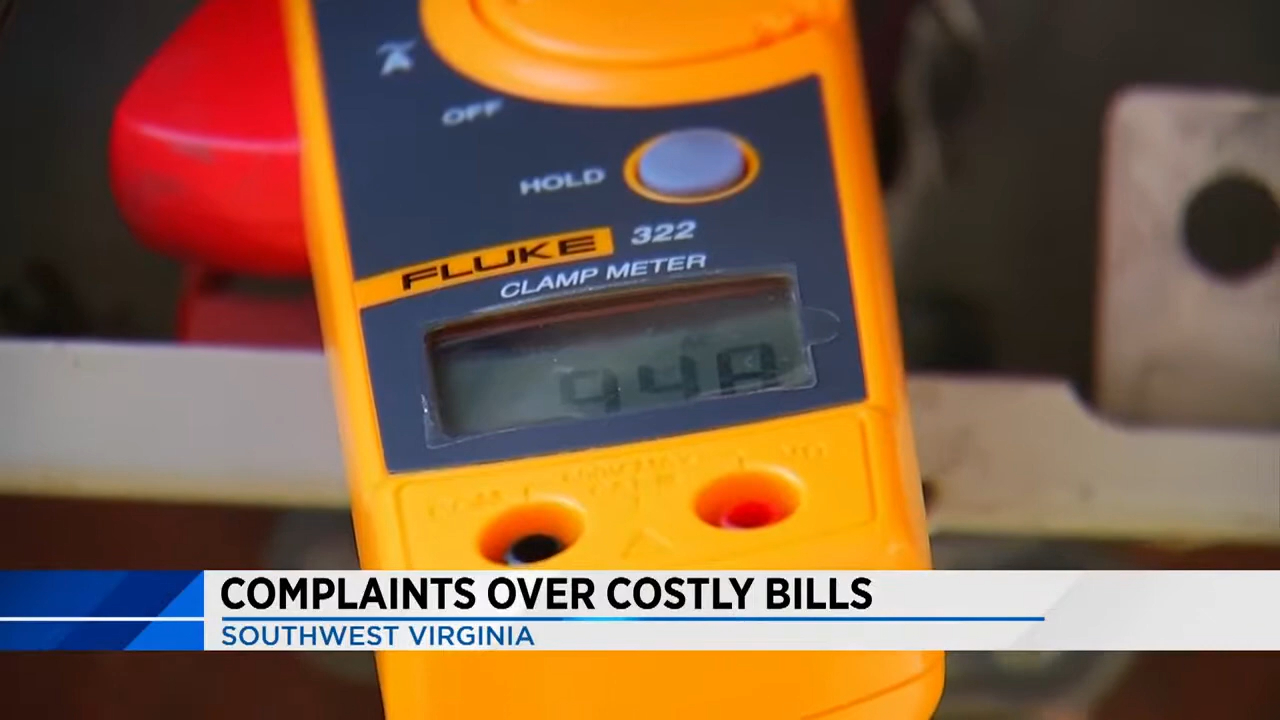 A
OFF
HOLD
FLUKE 322
CLAMP METER
COMPLAINTS OVER COSTLY BILLS
SOUTHWEST VIRGINIA